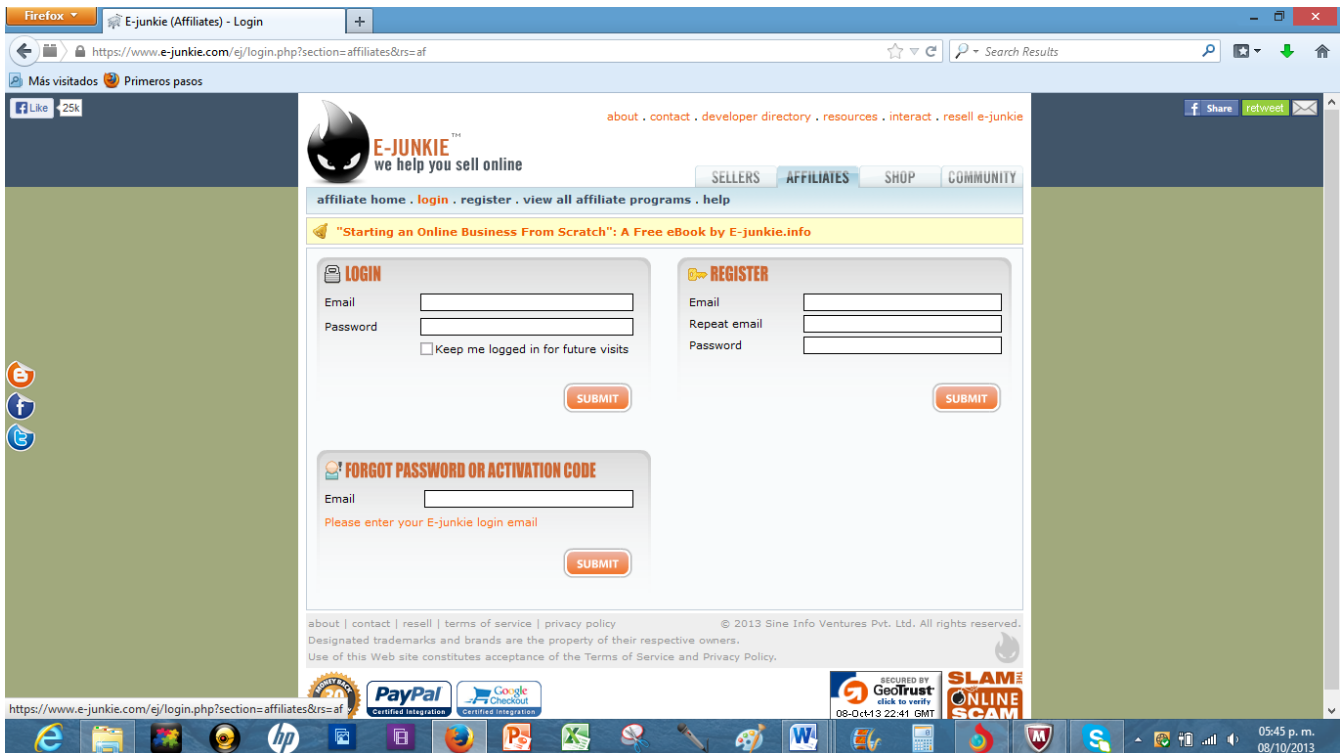 Firefox
E-junkie (Affiliates) - Login
https://www.e-junkie.com/ej/login.php?section=affiliates&rs=af
Search Results
Más visitados
Primeros pasos
Like 25k
Share retweet
about . contact . developer directory . resources . interact . resell e-junkie
E-JUNKIE™
we help you sell online
SELLERS AFFILIATES SHOP COMMUNITY
affiliate home . login . register . view all affiliate programs . help
"Starting an Online Business From Scratch": A Free eBook by E-junkie.info
LOGIN
Email
Password
Keep me logged in for future visits
SUBMIT
REGISTER
Email
Repeat email
Password
SUBMIT
FORGOT PASSWORD OR ACTIVATION CODE
Email
Please enter your E-junkie login email
SUBMIT
about | contact | resell | terms of service | privacy policy
© 2013 Sine Info Ventures Pvt. Ltd. All rights reserved.
Designated trademarks and brands are the property of their respective owners.
Use of this Web site constitutes acceptance of the Terms of Service and Privacy Policy.
MONEY BACK
PayPal
Certified Integration
Google
Checkout
Certified Integration
SECURED BY
GeoTrust
click to verify
08-Oct-13 22:41 GMT
SLAM
ONLINE
SCAM
https://www.e-junkie.com/ej/login.php?section=affiliates&rs=af
05:45 p. m.
08/10/2013